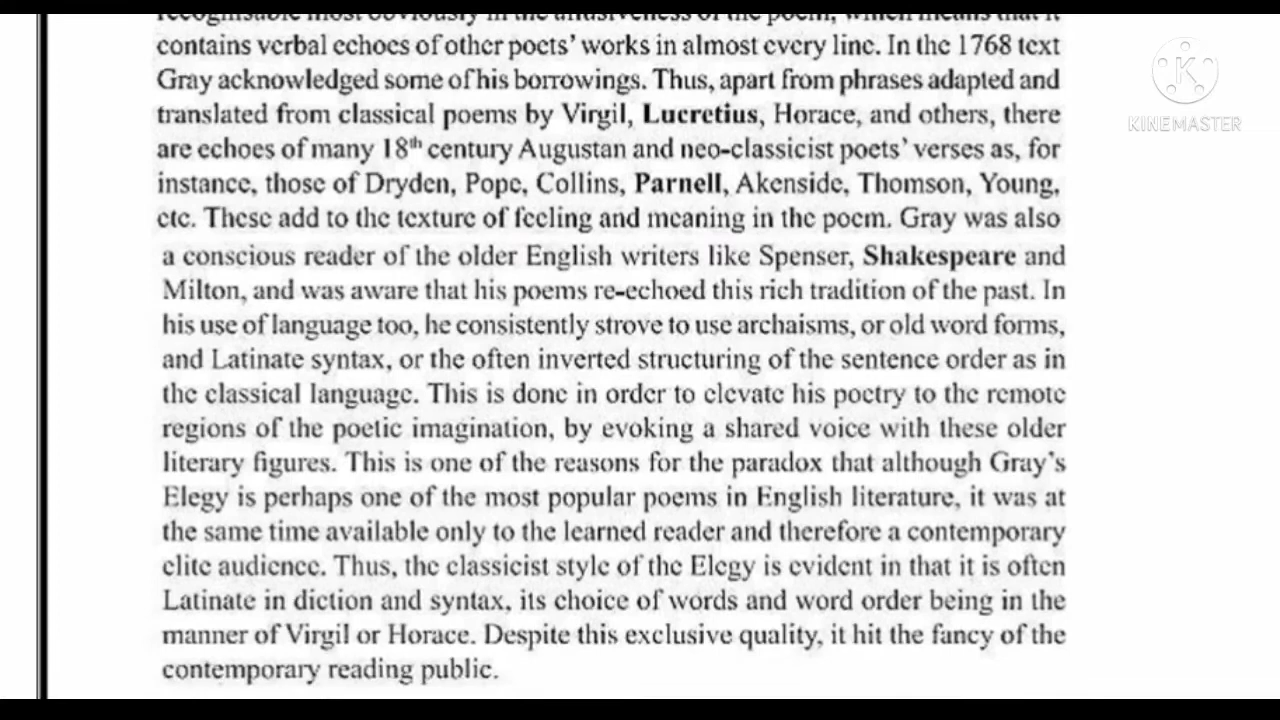 recognisable most obviously in the allusiveness of the poem, which means that it
contains verbal echoes of other poets' works in almost every line. In the 1768 text
Gray acknowledged some of his borrowings. Thus, apart from phrases adapted and
translated from classical poems by Virgil, Lucretius, Horace, and others, there
are echoes of many 18th century Augustan and neo-classicist poets' verses as, for
instance, those of Dryden, Pope, Collins, Parnell, Akenside, Thomson, Young,
etc. These add to the texture of feeling and meaning in the poem. Gray was also
a conscious reader of the older English writers like Spenser, Shakespeare and
Milton, and was aware that his poems re-echoed this rich tradition of the past. In
his use of language too, he consistently strove to use archaisms, or old word forms,
and Latinate syntax, or the often inverted structuring of the sentence order as in
the classical language. This is done in order to elevate his poetry to the remote
regions of the poetic imagination, by evoking a shared voice with these older
literary figures. This is one of the reasons for the paradox that although Gray's
Elegy is perhaps one of the most popular poems in English literature, it was at
the same time available only to the learned reader and therefore a contemporary
elite audience. Thus, the classicist style of the Elegy is evident in that it is often
Latinate in diction and syntax, its choice of words and word order being in the
manner of Virgil or Horace. Despite this exclusive quality, it hit the fancy of the
contemporary reading public.
K
KINEMASTER